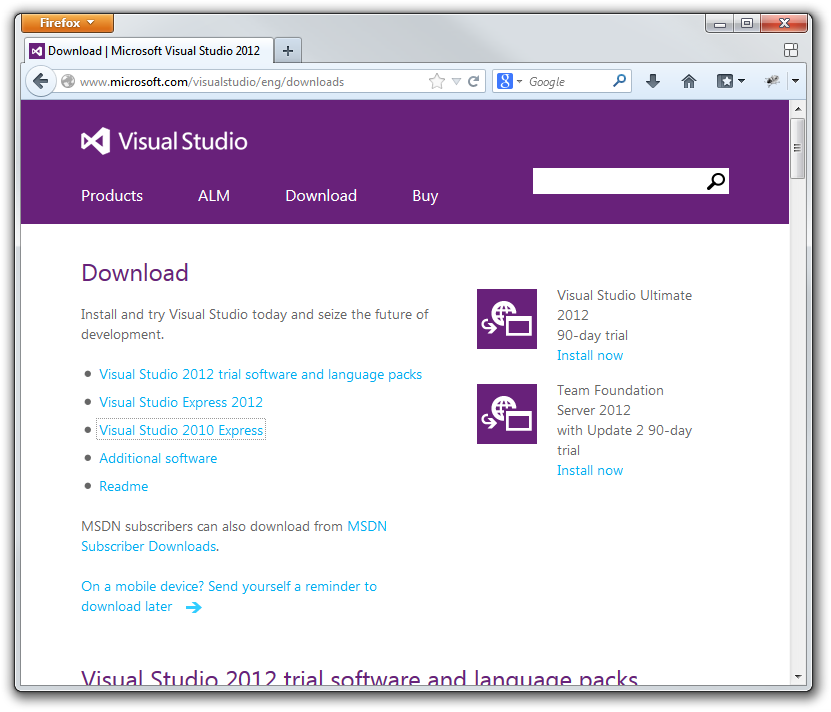 Firefox
Download | Microsoft Visual Studio 2012
www.microsoft.com/visualstudio/eng/downloads
Google
Visual Studio
Products
ALM
Download
Buy
Download
Install and try Visual Studio today and seize the future of
development.
Visual Studio 2012 trial software and language packs
Visual Studio Express 2012
Visual Studio 2010 Express
Additional software
Readme
MSDN subscribers can also download from MSDN
Subscriber Downloads.
On a mobile device? Send yourself a reminder to
download later
Visual Studio Ultimate
2012
90-day trial
Install now
Team Foundation
Server 2012
with Update 2 90-day
trial
Install now
Visual Studio 2012 trial software and language packs